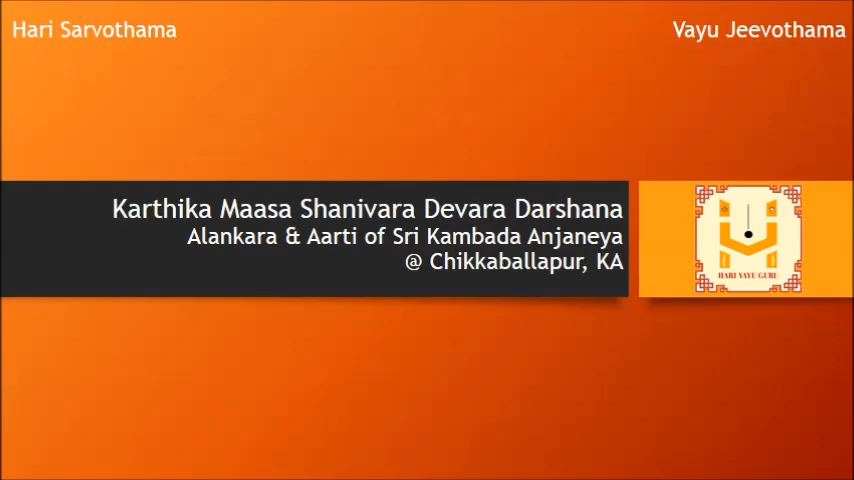 Hari Sarvothama
Vayu Jeevothama
Karthika Maasa Shanivara Devara Darshana
Alankara & Aarti of Sri Kambada Anjaneya
@ Chikkaballapur, KA
HARI VAYU GURU